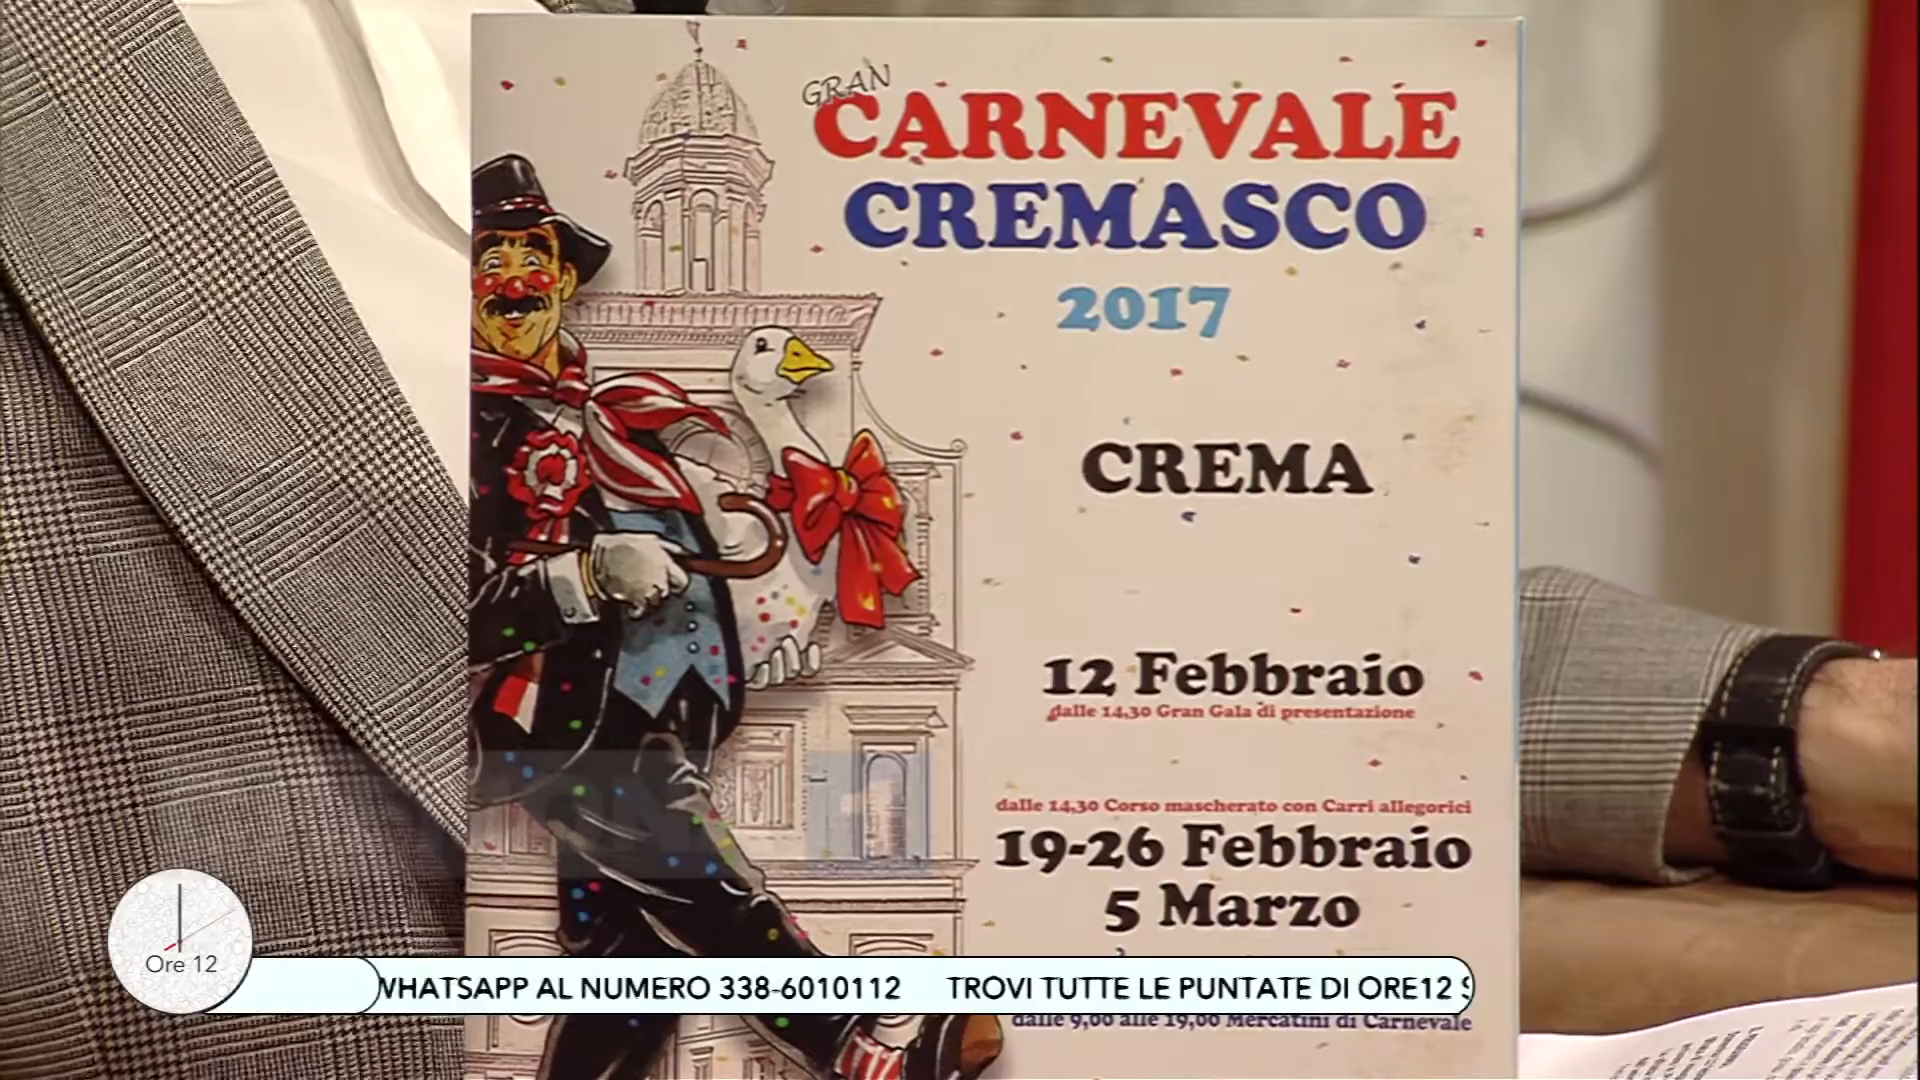 GRAN
CARNEVALE
CREMASCO
2017
CREMA
12 Febbraio
dalle 14,30 Gran Gala di presentazione
dalle 14,30 Corso mascherato con Carri allegorici
19-26 Febbraio
5 Marzo
Ore 12
WHATSAPP AL NUMERO 338-6010112 TROVI TUTTE LE PUNTATE DI ORE12
dalle 9,00 alle 19,00 Mercatini di Carnevale